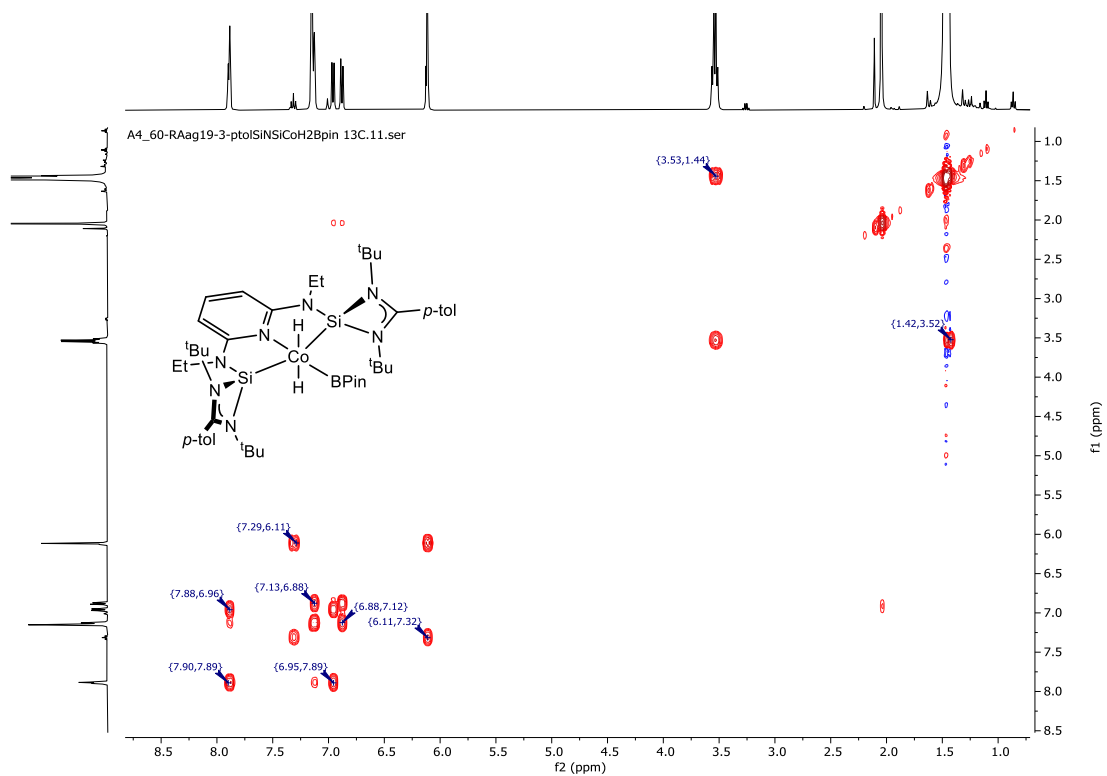 A4_60-RAag19-3-ptolSiNSiCoH2Bpin 13C.11.ser
{3.53,1.44}
{1.42,3.52}
{7.29,6.11}
{7.88,6.96}
{7.13,6.88}
{6.88,7.12}
{6.11,7.32}
{7.90,7.89}
{6.95,7.89}
ᵗBu
Et
N
N
p-tol
Si
H
N
N
ᵗBu
ᵗBu
Co
Et
N
BPin
Si
H
N
N
p-tol
ᵗBu
1.0
1.5
2.0
2.5
3.0
3.5
4.0
4.5
5.0
5.5
6.0
6.5
7.0
7.5
8.0
8.5
f1 (ppm)
8.5 8.0 7.5 7.0 6.5 6.0 5.5 5.0 4.5 4.0 3.5 3.0 2.5 2.0 1.5 1.0
f2 (ppm)